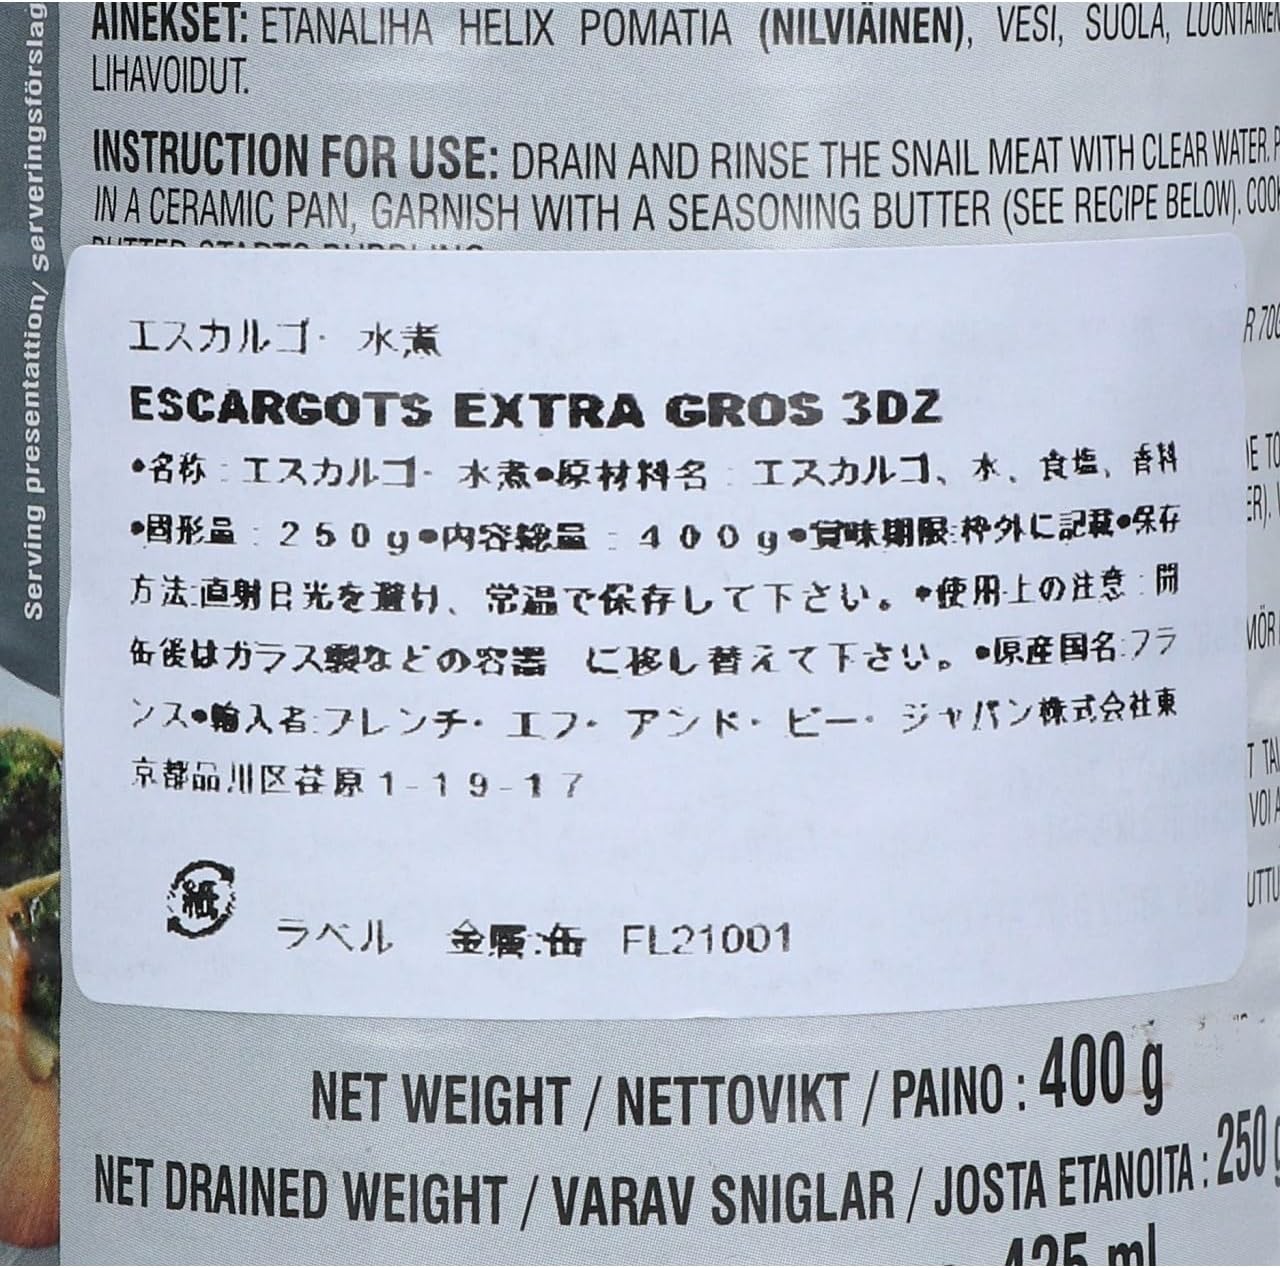 AINEKSET: ETANALIHA HELIX POMATIA (NILVIÄINEN), VESI, SUOLA,
LIHAVOIDUT.
INSTRUCTION FOR USE: DRAIN AND RINSE THE SNAIL MEAT WITH CLEAR WATER.
IN A CERAMIC PAN, GARNISH WITH A SEASONING BUTTER (SEE RECIPE BELOW).
Serving presentattion/ serveringsförslag
エスカルゴ・ 水煮
ESCARGOTS EXTRA GROS 3DZ
•名称:エスカルゴ・ 水煮•原材料名:エスカルゴ、水、食塩、香料
•固形量:250g•内容総量:400g•賞味期限:枠外に記載•保存
方法:直射日光を避け、常温で保存して下さい。•使用上の注意:開
缶後はガラス製などの容器 に移し替えて下さい。•原産国名:フラ
ンス•輸入者:フレンチ・エフ・アンド・ビー・ジャパン株式会社東
京都品川区荏原1-19-17
紙
ラベル 金属:缶 FL21001
NET WEIGHT / NETTOVIKT / PAINO : 400 g
NET DRAINED WEIGHT / VARAV SNIGLAR / JOSTA ETANOITA : 250 g
425 ml